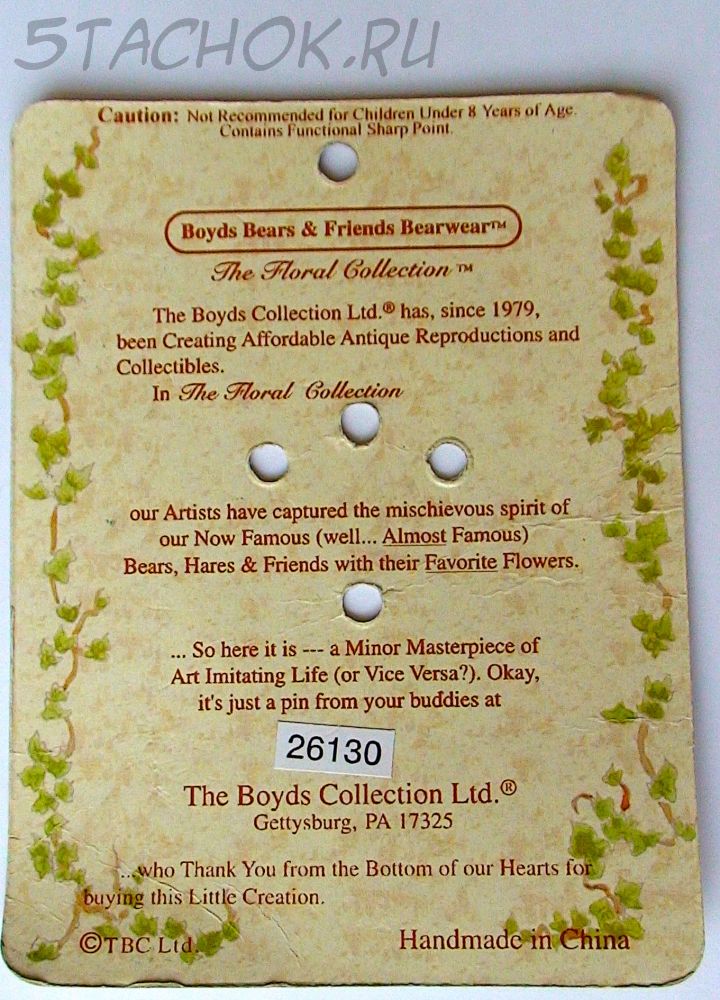 5TACHOK.RU
Caution: Not Recommended for Children Under 8 Years of Age.
Contains Functional Sharp Point.
Boyds Bears & Friends Bearwear™
The Floral Collection™
The Boyds Collection Ltd.® has, since 1979,
been Creating Affordable Antique Reproductions and
Collectibles.
In The Floral Collection
our Artists have captured the mischievous spirit of
our Now Famous (well... Almost Famous)
Bears, Hares & Friends with their Favorite Flowers.
... So here it is --- a Minor Masterpiece of
Art Imitating Life (or Vice Versa?). Okay,
it's just a pin from your buddies at
26130
The Boyds Collection Ltd.®
Gettysburg, PA 17325
...who Thank You from the Bottom of our Hearts for
buying this Little Creation.
©TBC Ltd.
Handmade in China